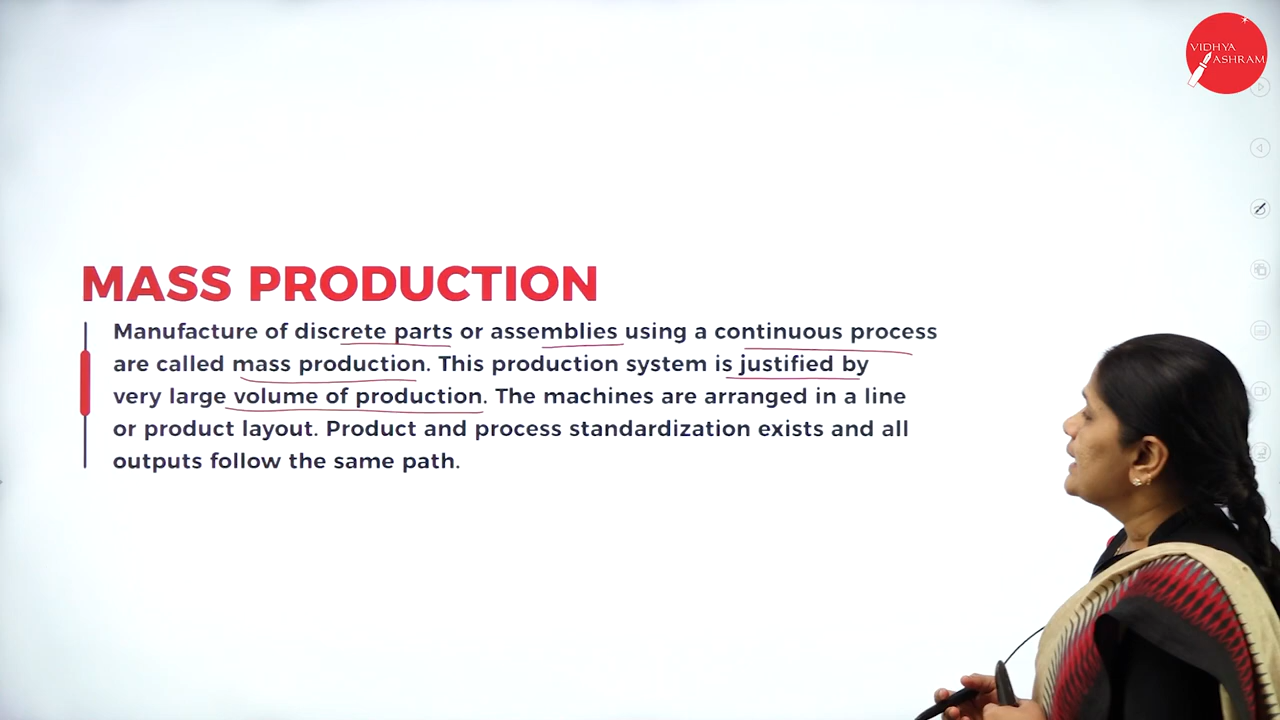 VIDHYA
ASHRAM
MASS PRODUCTION
Manufacture of discrete parts or assemblies using a continuous process
are called mass production. This production system is justified by
very large volume of production. The machines are arranged in a line
or product layout. Product and process standardization exists and all
outputs follow the same path.